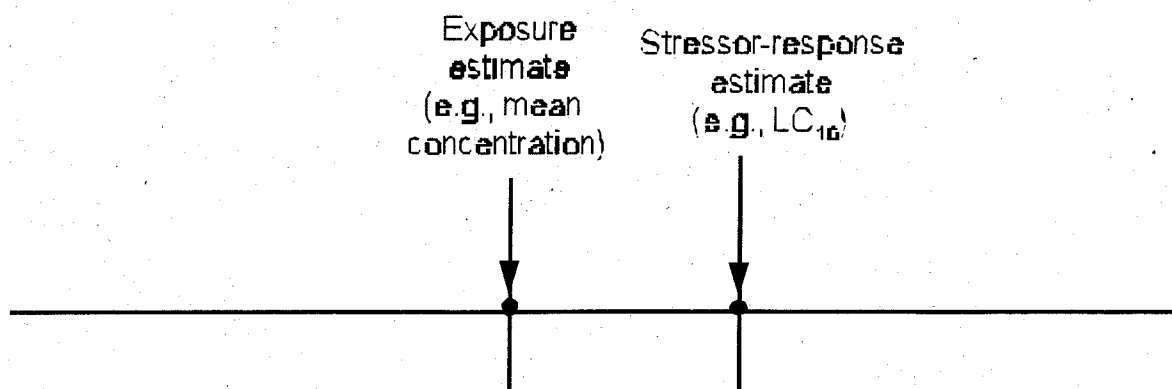 Exposure
estimate
(e.g., mean
concentration)
Stressor-response
estimate
(e.g., LC₁₀)